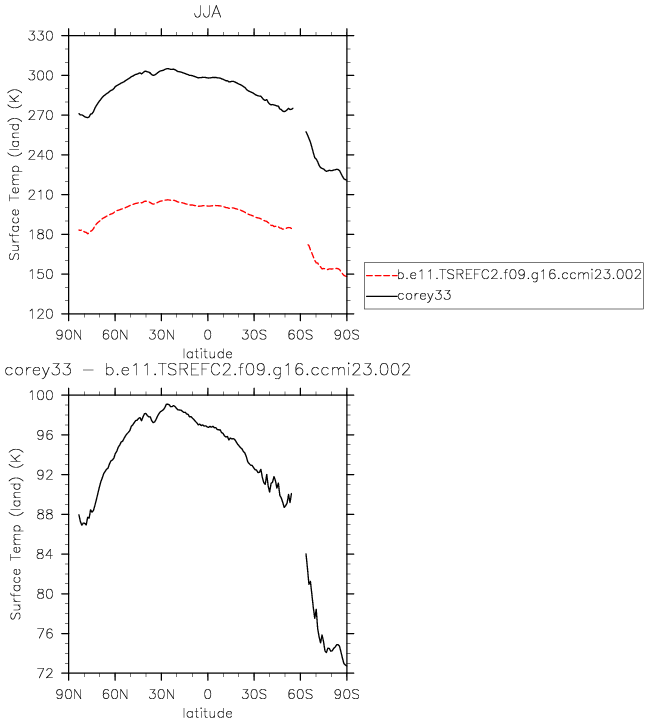 JJA
Surface Temp (land) (K)
330
300
270
240
210
180
150
120
90N 60N 30N 0 30S 60S 90S
latitude
b.e11.TSREFC2.f09.g16.ccmi23.002
corey33
corey33 - b.e11.TSREFC2.f09.g16.ccmi23.002
Surface Temp (land) (K)
100
96
92
88
84
80
76
72
90N 60N 30N 0 30S 60S 90S
latitude